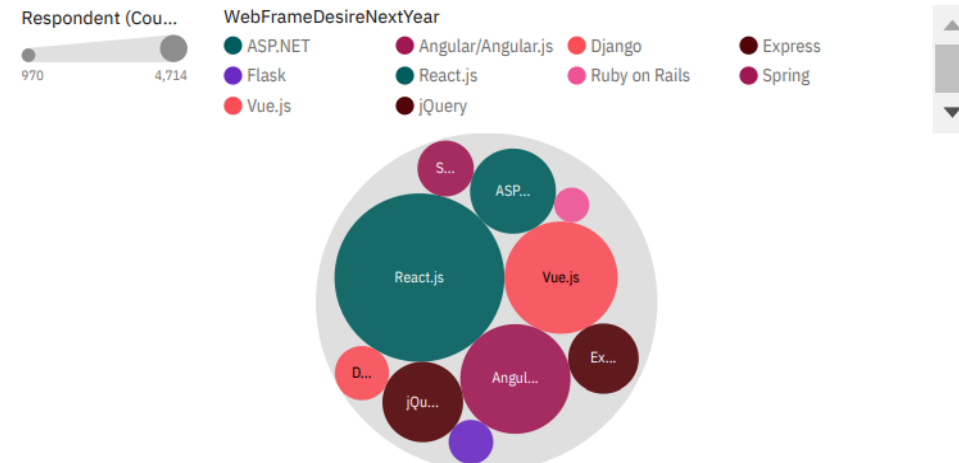 Respondent (Cou...
970 4,714
WebFrameDesireNextYear
ASP.NET Angular/Angular.js Django Express
Flask React.js Ruby on Rails Spring
Vue.js jQuery
S...
ASP...
React.js
Vue.js
Ex...
D...
Angul...
jQu...